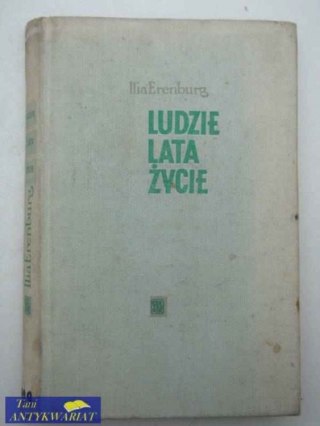 Ilia Erenburg
LUDZIE
LATA
ŻYCIE
Ilia Erenburg
Tani
ANTYKWARIAT